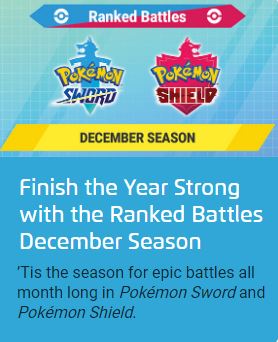 Ranked Battles
POKéMON
SWORD
POKéMON
SHIELD
DECEMBER SEASON
Finish the Year Strong
with the Ranked Battles
December Season
’Tis the season for epic battles all
month long in Pokémon Sword and
Pokémon Shield.